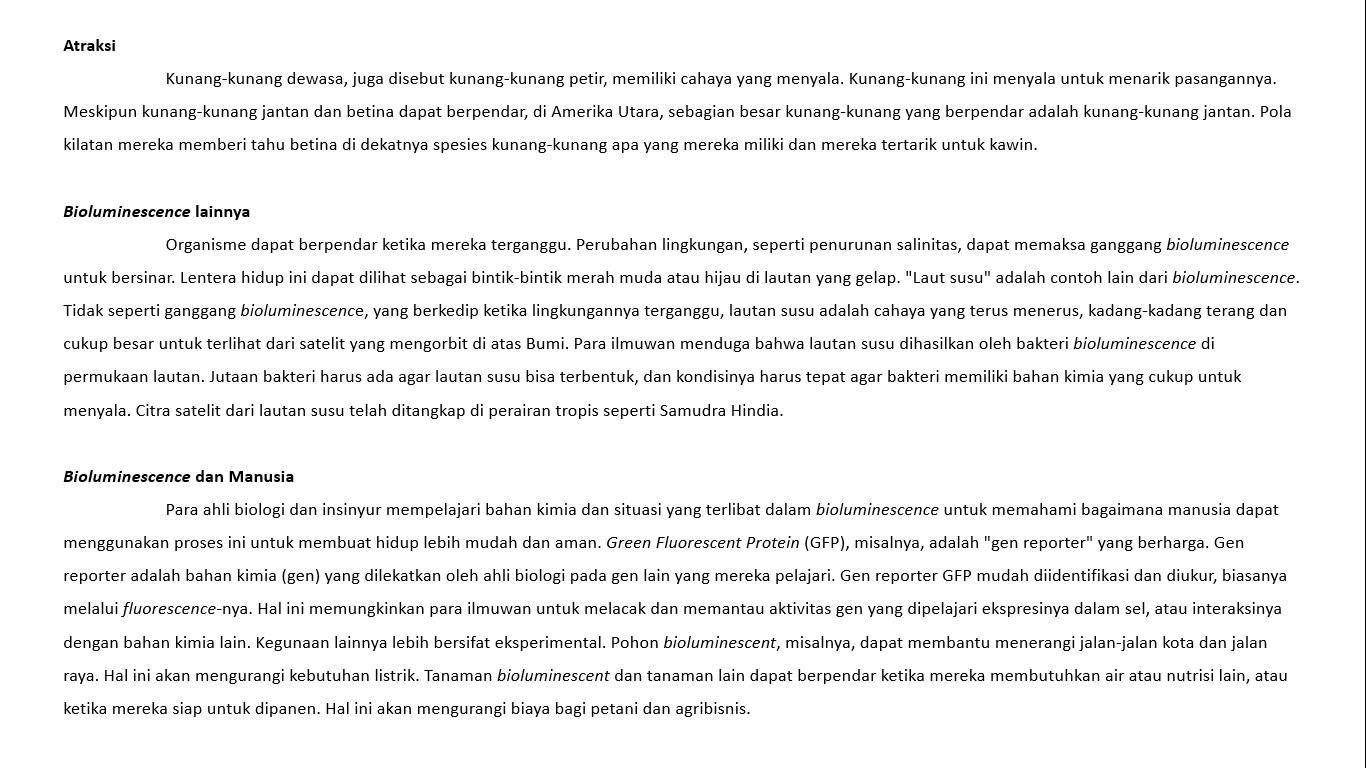 Atraksi
Kunang-kunang dewasa, juga disebut kunang-kunang petir, memiliki cahaya yang menyala. Kunang-kunang ini menyala untuk menarik pasangannya.
Meskipun kunang-kunang jantan dan betina dapat berpendar, di Amerika Utara, sebagian besar kunang-kunang yang berpendar adalah kunang-kunang jantan. Pola
kilatan mereka memberi tahu betina di dekatnya spesies kunang-kunang apa yang mereka miliki dan mereka tertarik untuk kawin.
Bioluminescence lainnya
Organisme dapat berpendar ketika mereka terganggu. Perubahan lingkungan, seperti penurunan salinitas, dapat memaksa ganggang bioluminescence
untuk bersinar. Lentera hidup ini dapat dilihat sebagai bintik-bintik merah muda atau hijau di lautan yang gelap. "Laut susu" adalah contoh lain dari bioluminescence.
Tidak seperti ganggang bioluminescence, yang berkedip ketika lingkungannya terganggu, lautan susu adalah cahaya yang terus menerus, kadang-kadang terang dan
cukup besar untuk terlihat dari satelit yang mengorbit di atas Bumi. Para ilmuwan menduga bahwa lautan susu dihasilkan oleh bakteri bioluminescence di
permukaan lautan. Jutaan bakteri harus ada agar lautan susu bisa terbentuk, dan kondisinya harus tepat agar bakteri memiliki bahan kimia yang cukup untuk
menyala. Citra satelit dari lautan susu telah ditangkap di perairan tropis seperti Samudra Hindia.
Bioluminescence dan Manusia
Para ahli biologi dan insinyur mempelajari bahan kimia dan situasi yang terlibat dalam bioluminescence untuk memahami bagaimana manusia dapat
menggunakan proses ini untuk membuat hidup lebih mudah dan aman. Green Fluorescent Protein (GFP), misalnya, adalah "gen reporter" yang berharga. Gen
reporter adalah bahan kimia (gen) yang dilekatkan oleh ahli biologi pada gen lain yang mereka pelajari. Gen reporter GFP mudah diidentifikasi dan diukur, biasanya
melalui fluorescence-nya. Hal ini memungkinkan para ilmuwan untuk melacak dan memantau aktivitas gen yang dipelajari ekspresinya dalam sel, atau interaksinya
dengan bahan kimia lain. Kegunaan lainnya lebih bersifat eksperimental. Pohon bioluminescent, misalnya, dapat membantu menerangi jalan-jalan kota dan jalan
raya. Hal ini akan mengurangi kebutuhan listrik. Tanaman bioluminescent dan tanaman lain dapat berpendar ketika mereka membutuhkan air atau nutrisi lain, atau
ketika mereka siap untuk dipanen. Hal ini akan mengurangi biaya bagi petani dan agribisnis.